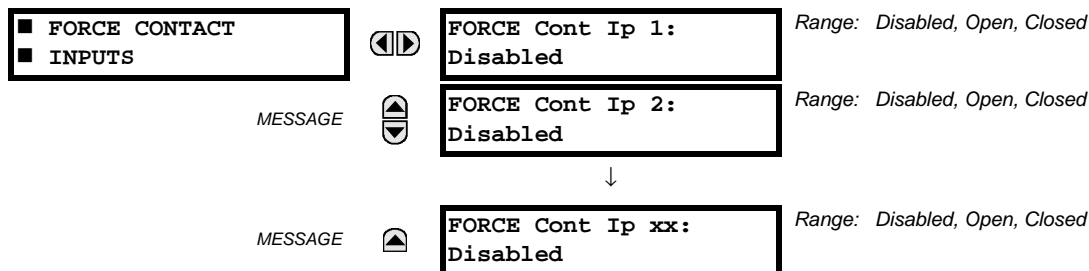 ■ FORCE CONTACT
■ INPUTS
FORCE Cont Ip 1:
Disabled
Range: Disabled, Open, Closed
MESSAGE
FORCE Cont Ip 2:
Disabled
Range: Disabled, Open, Closed
↓
MESSAGE
FORCE Cont Ip xx:
Disabled
Range: Disabled, Open, Closed